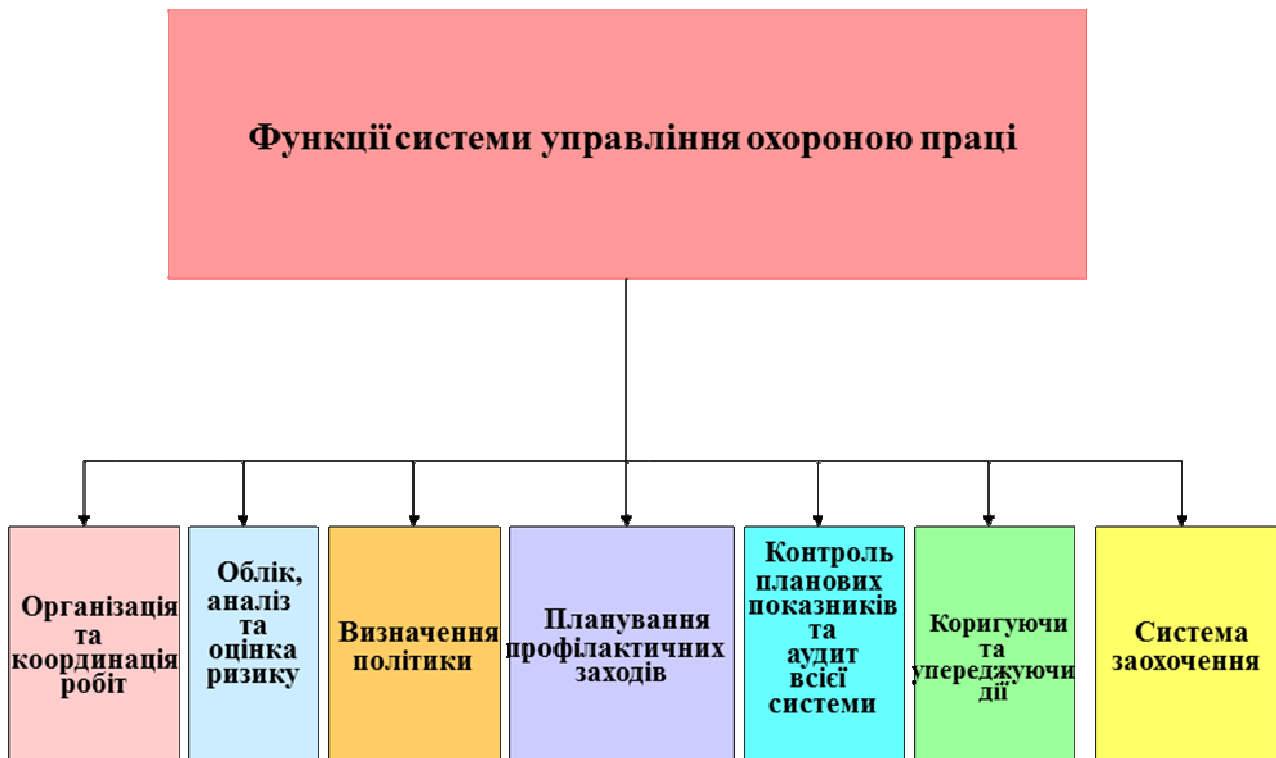 Функції системи управління охороною праці
Організація
та
координація
робіт
Облік,
аналіз
та
оцінка
ризику
Визначення
політики
Планування
профілактичних
заходів
Контроль
планових
показників
та
аудит
всієї
системи
Коригуючи
та
упереджуючи
дії
Система
заохочення